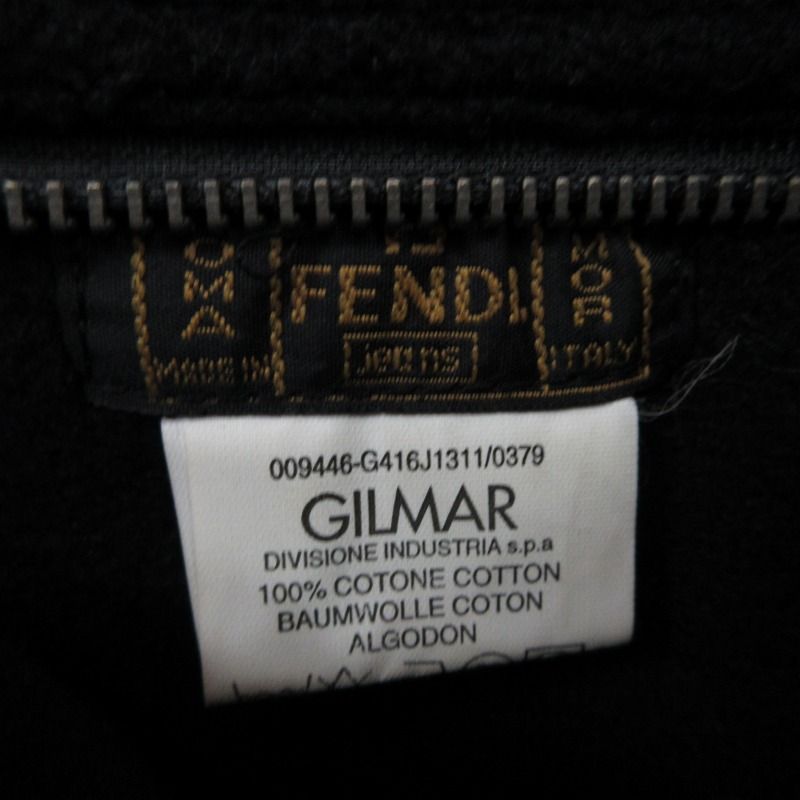 FENDI
jeans
MADE IN ITALY
009446-G416J1311/0379
GILMAR
DIVISIONE INDUSTRIA s.p.a
100% COTONE COTTON
BAUMWOLLE COTON
ALGODON